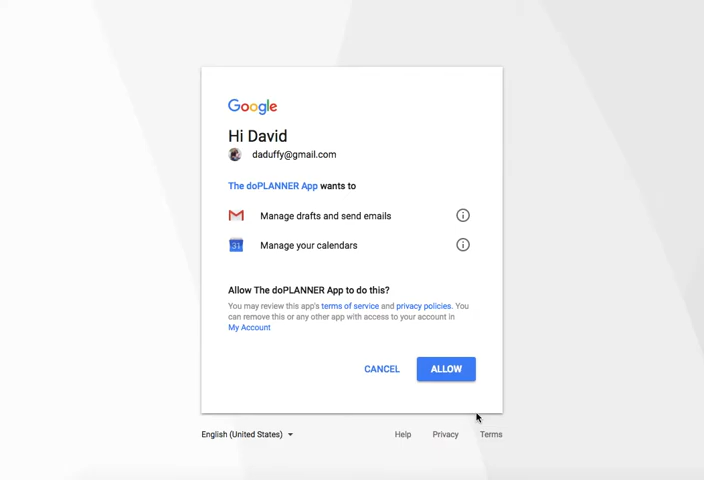 Google
Hi David
daduffy@gmail.com
The doPLANNER App wants to
Manage drafts and send emails
31
Manage your calendars
Allow The doPLANNER App to do this?
You may review this app's terms of service and privacy policies. You
can remove this or any other app with access to your account in
My Account
CANCEL ALLOW
English (United States) Help Privacy Terms